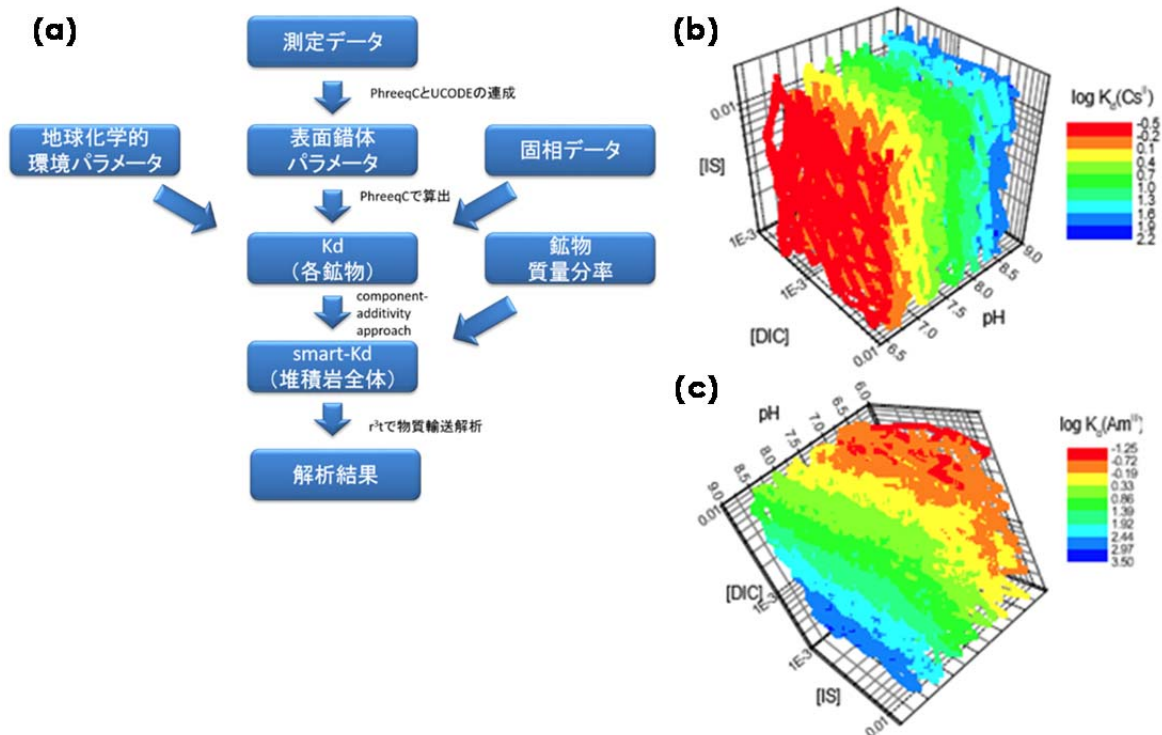 (a)
測定データ
PhreeqCとUCODEの連成
地球化学的
環境パラメータ
表面錯体
パラメータ
固相データ
PhreeqCで算出
Kd
(各鉱物)
鉱物
質量分率
component-
additivity
approach
smart-Kd
(堆積岩全体)
r³tで物質輸送解析
解析結果
(b)
log Kd(Csᴵ)
-0.5
-0.2
0.1
0.4
0.7
1.0
1.3
1.6
1.9
2.2
0.01
[IS]
1E-3
1E-3
[DIC]
0.01
6.5
7.0
7.5
8.0
8.5
9.0
pH
(c)
log Kd(Amᴵᴵᴵ)
-1.25
-0.72
-0.19
0.33
0.86
1.39
1.92
2.44
2.97
3.50
pH
6.0
6.5
7.0
7.5
8.0
8.5
9.0
0.01
[DIC]
1E-3
1E-3
[IS]
0.01